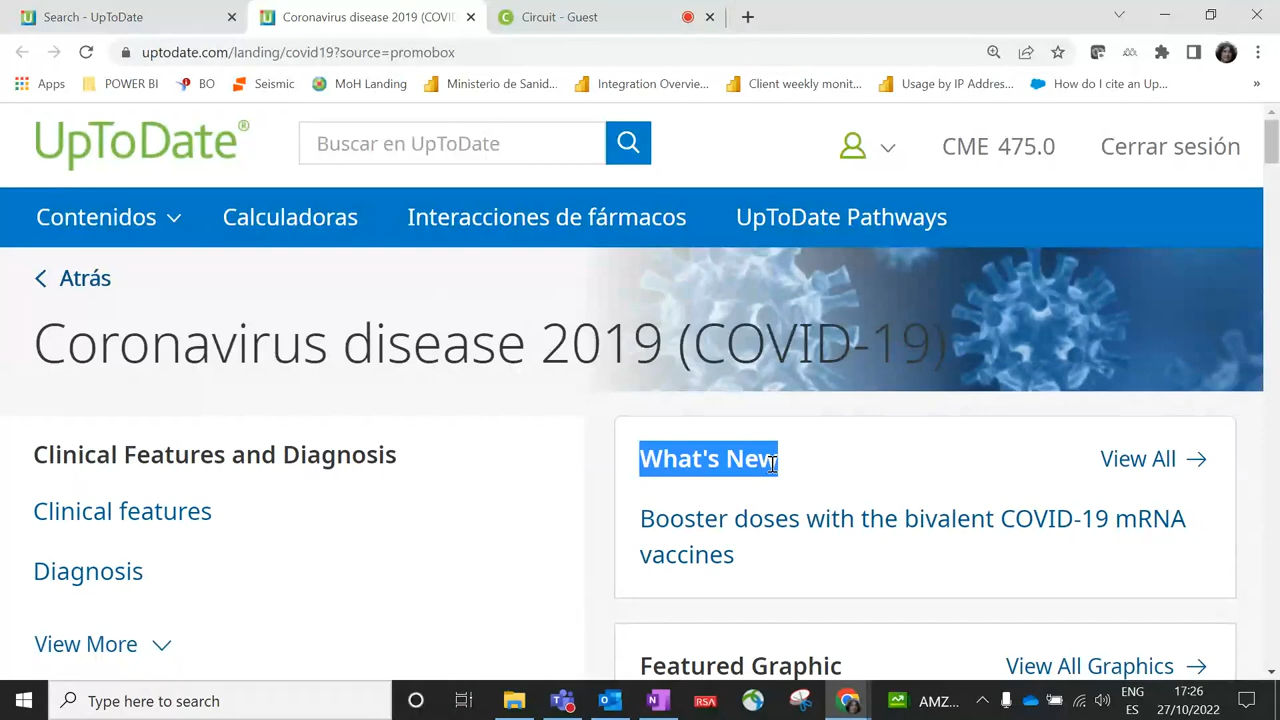 Search - UpToDate
Coronavirus disease 2019 (COVI
Circuit - Guest
uptodate.com/landing/covid19?source=promobox
Apps
POWER BI
BO
Seismic
MoH Landing
Ministerio de Sanid...
Integration Overvie...
Client weekly monit...
Usage by IP Addres...
How do I cite an Up...
»
UpToDate®
Buscar en UpToDate
CME 475.0
Cerrar sesión
Contenidos
Calculadoras
Interacciones de fármacos
UpToDate Pathways
Atrás
Coronavirus disease 2019 (COVID-19)
Clinical Features and Diagnosis
Clinical features
Diagnosis
View More
What's New
View All
Booster doses with the bivalent COVID-19 mRNA
vaccines
Featured Graphic
View All Graphics
Type here to search
RSA
AMZ...
ENG
ES
17:26
27/10/2022